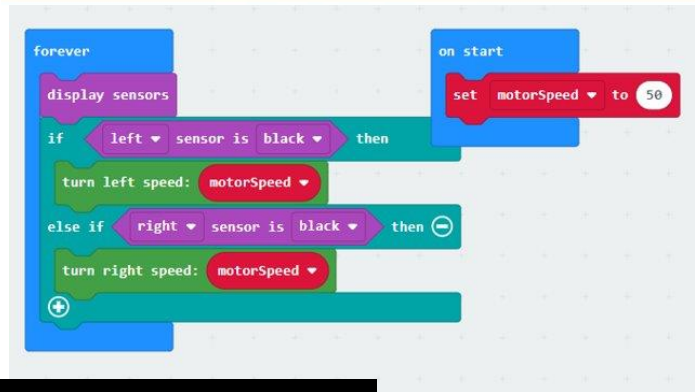 forever
display sensors
if left sensor is black then
turn left speed: motorSpeed
else if right sensor is black then
turn right speed: motorSpeed
on start
set motorSpeed to 50